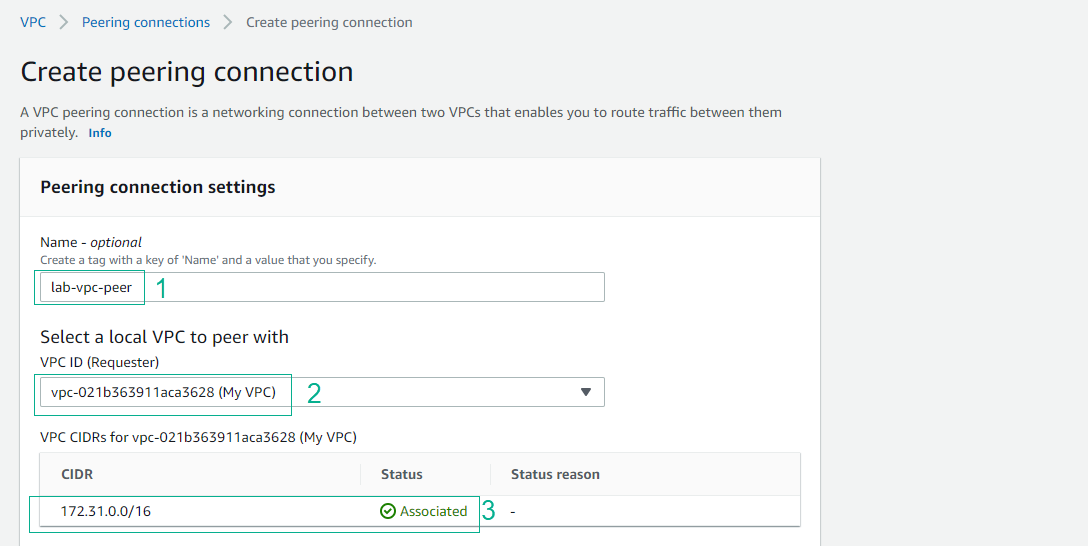 VPC > Peering connections > Create peering connection
Create peering connection
A VPC peering connection is a networking connection between two VPCs that enables you to route traffic between them
privately. Info
Peering connection settings
Name - optional
Create a tag with a key of 'Name' and a value that you specify.
lab-vpc-peer 1
Select a local VPC to peer with
VPC ID (Requester)
vpc-021b363911aca3628 (My VPC) 2
VPC CIDRs for vpc-021b363911aca3628 (My VPC)
CIDR Status Status reason
172.31.0.0/16 Associated 3 -